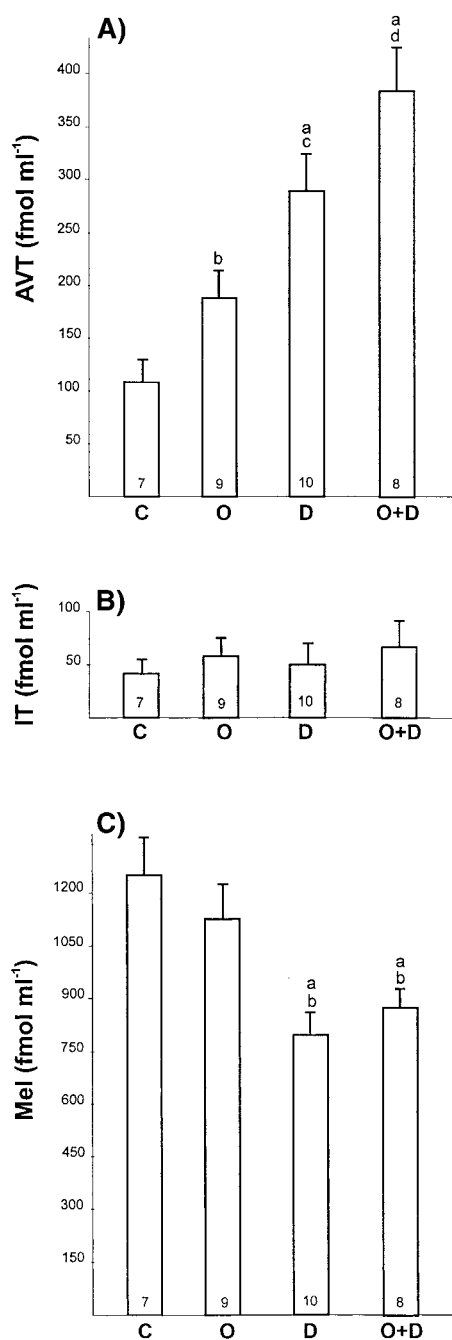 A)
a
d
400
a
c
350
300
b
250
AVT (fmol ml-1)
200
150
100
50
7
9
10
8
C O D O+D
B)
100
IT (fmol ml-1)
50
7
9
10
8
C O D O+D
C)
1200
1050
a
b
a
b
900
Mel (fmol ml-1)
750
600
450
300
150
7
9
10
8
C O D O+D